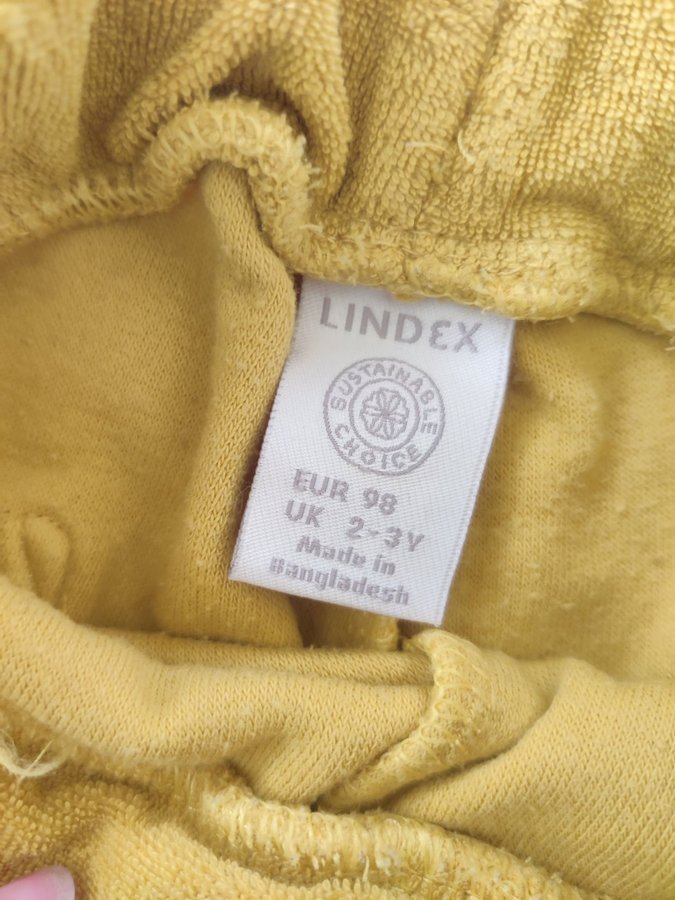 LINDEX
SUSTAINABLE
CHOICE
EUR 98
UK 2-3Y
Made in
Bangladesh